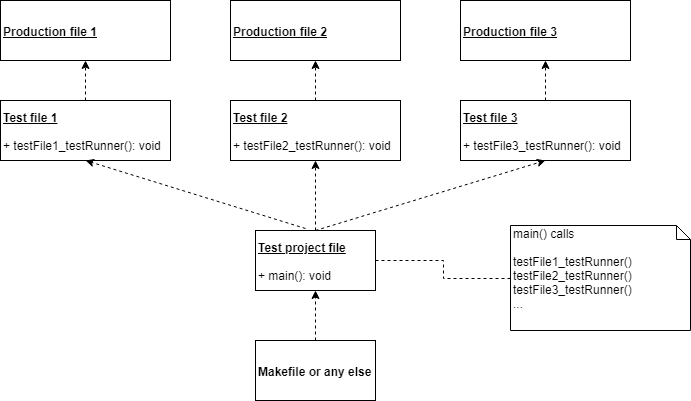 Production file 1
Production file 2
Production file 3
Test file 1
+ testFile1_testRunner(): void
Test file 2
+ testFile2_testRunner(): void
Test file 3
+ testFile3_testRunner(): void
Test project file
+ main(): void
main() calls
testFile1_testRunner()
testFile2_testRunner()
testFile3_testRunner()
...
Makefile or any else